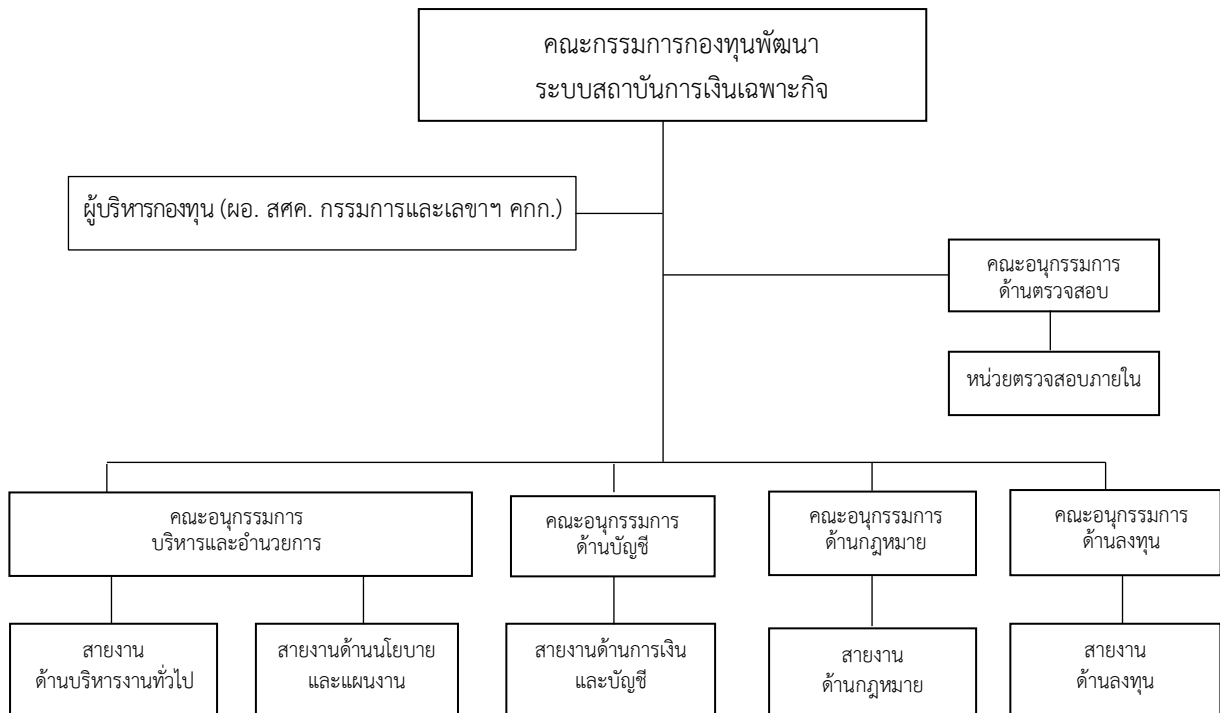 คณะกรรมการกองทุนพัฒนา
ระบบสถาบันการเงินเฉพาะกิจ
ผู้บริหารกองทุน (ผอ. สศค. กรรมการและเลขาฯ คกก.)
คณะอนุกรรมการ
ด้านตรวจสอบ
หน่วยตรวจสอบภายใน
คณะอนุกรรมการ
บริหารและอำนวยการ
คณะอนุกรรมการ
ด้านบัญชี
คณะอนุกรรมการ
ด้านกฎหมาย
คณะอนุกรรมการ
ด้านลงทุน
สายงาน
ด้านบริหารงานทั่วไป
สายงานด้านนโยบาย
และแผนงาน
สายงานด้านการเงิน
และบัญชี
สายงาน
ด้านกฎหมาย
สายงาน
ด้านลงทุน